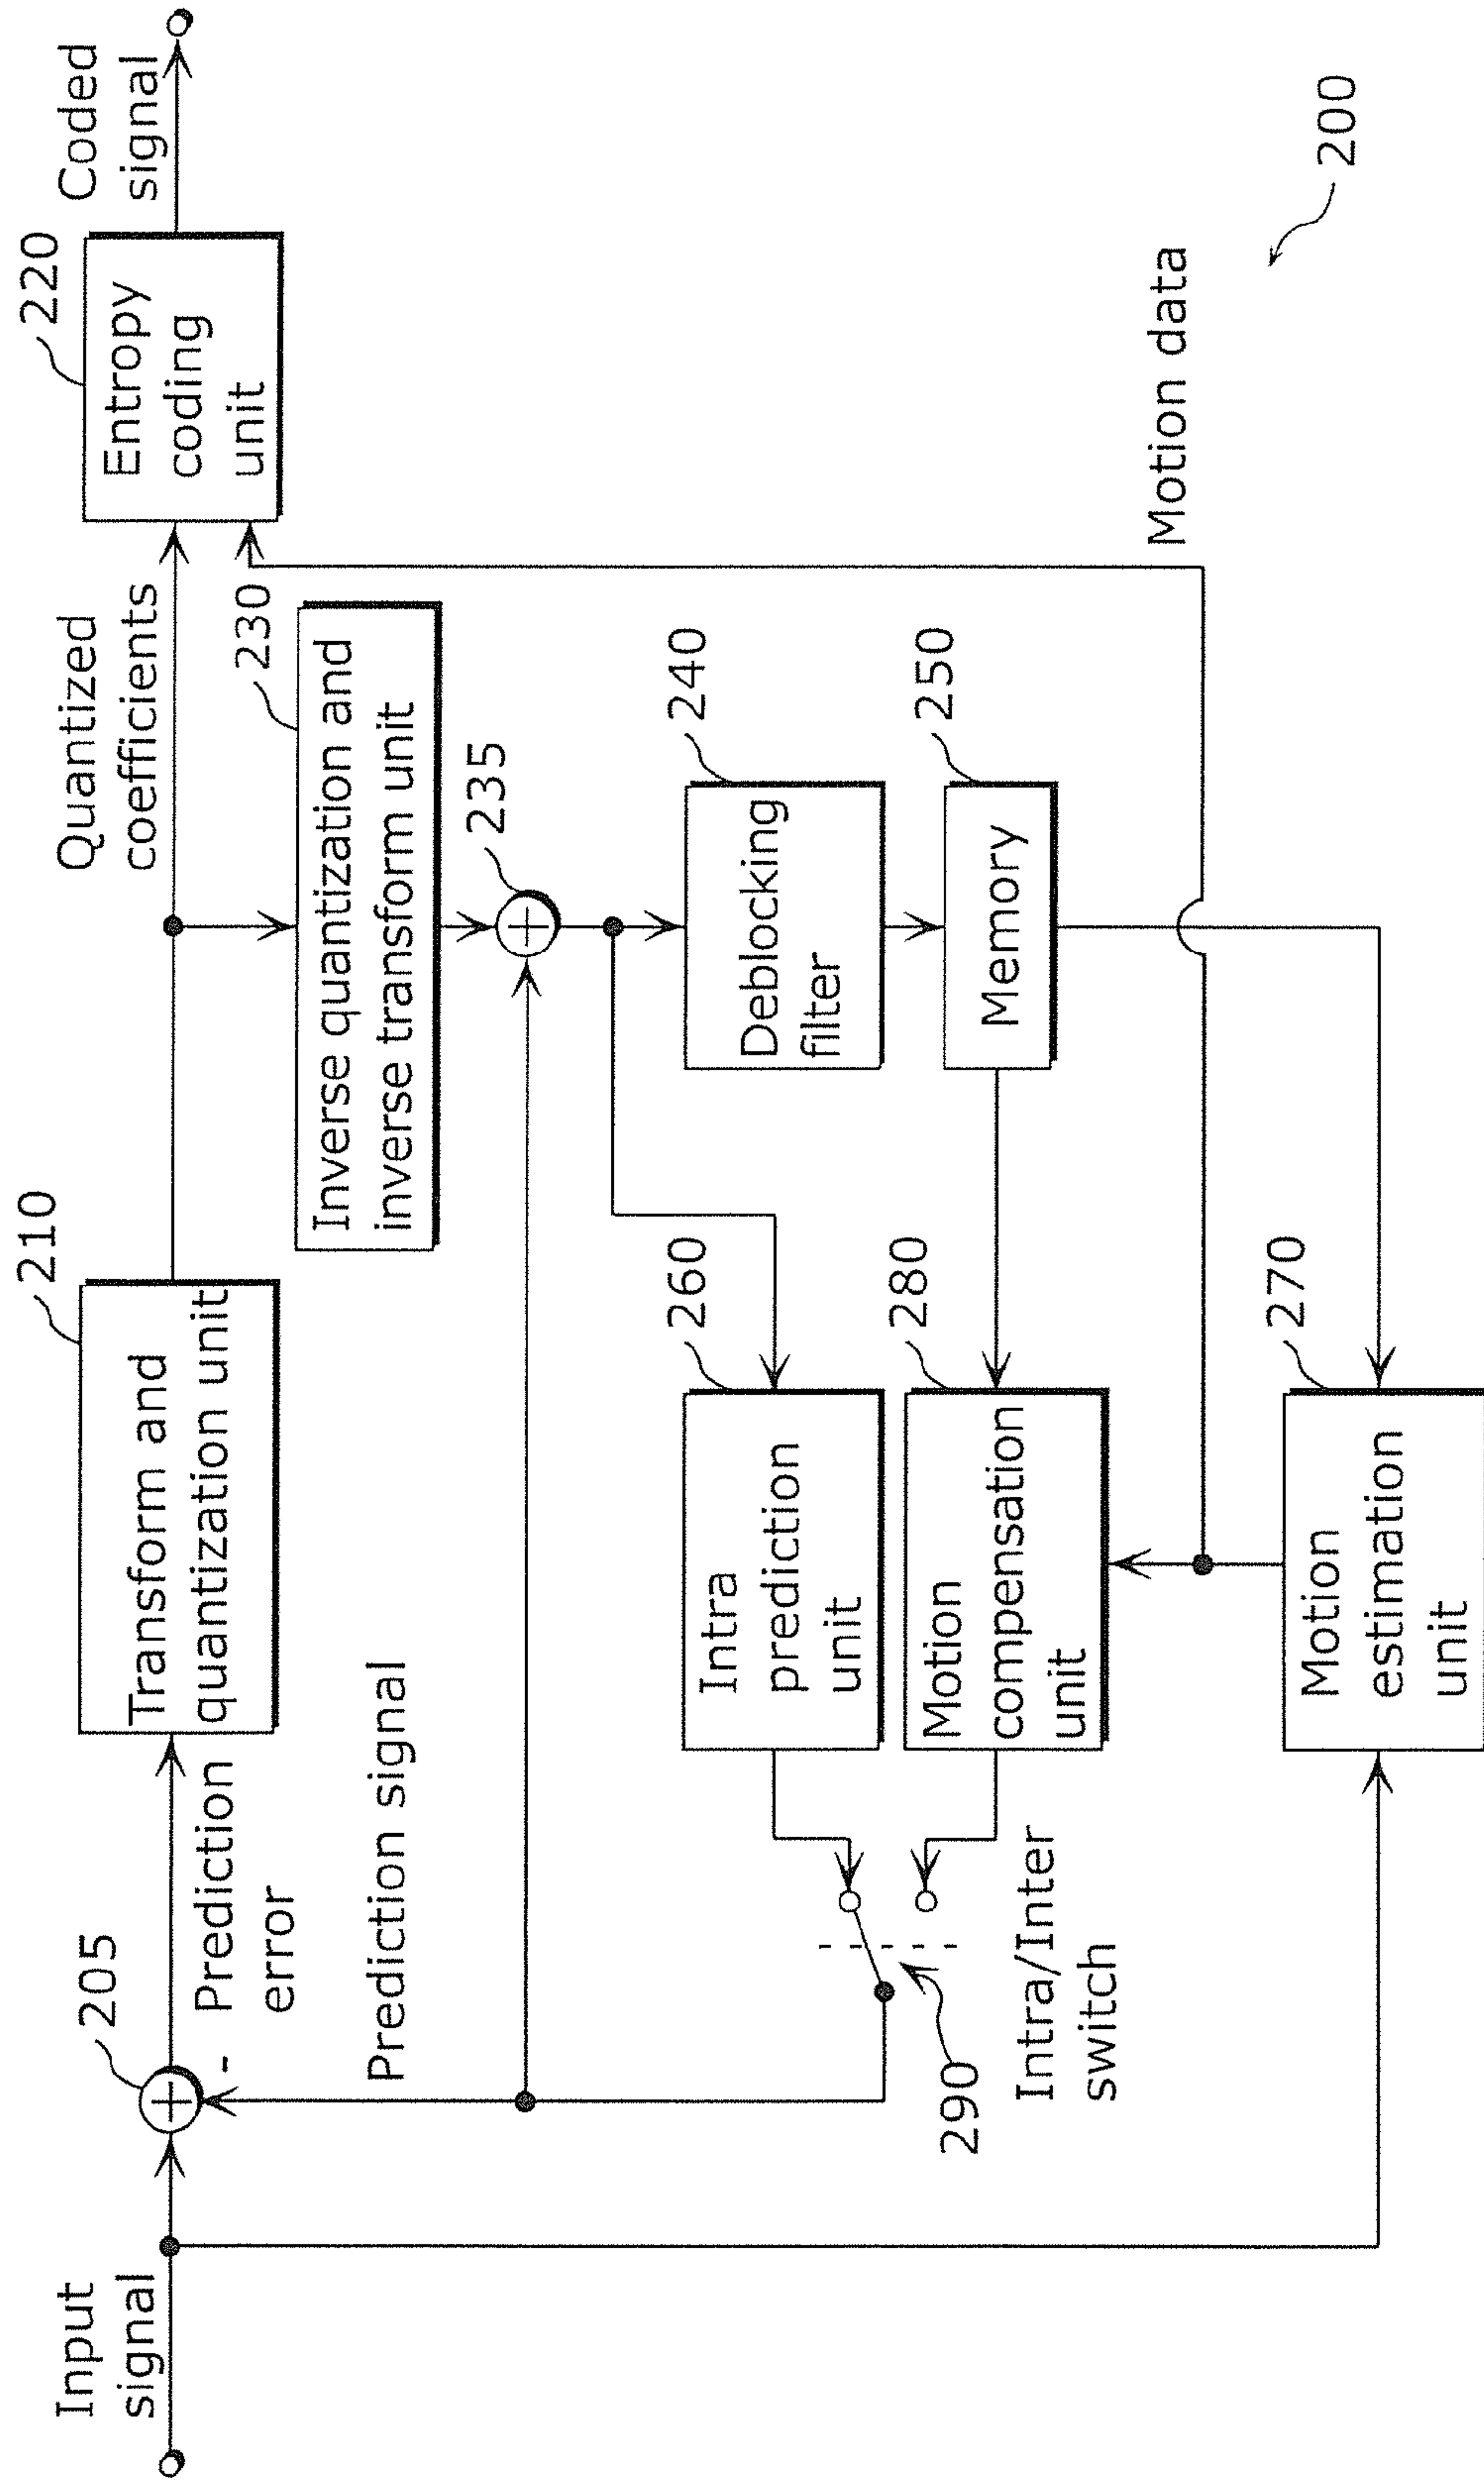 Input
signal
205
-
Prediction
error
210
Transform and
quantization unit
Quantized
coefficients
220
Entropy
coding
unit
Coded
signal
230
Inverse quantization and
inverse transform unit
235
Prediction signal
240
Deblocking
filter
250
Memory
260
Intra
prediction
unit
280
Motion
compensation
unit
290
Intra/Inter
switch
270
Motion
estimation
unit
Motion data
200